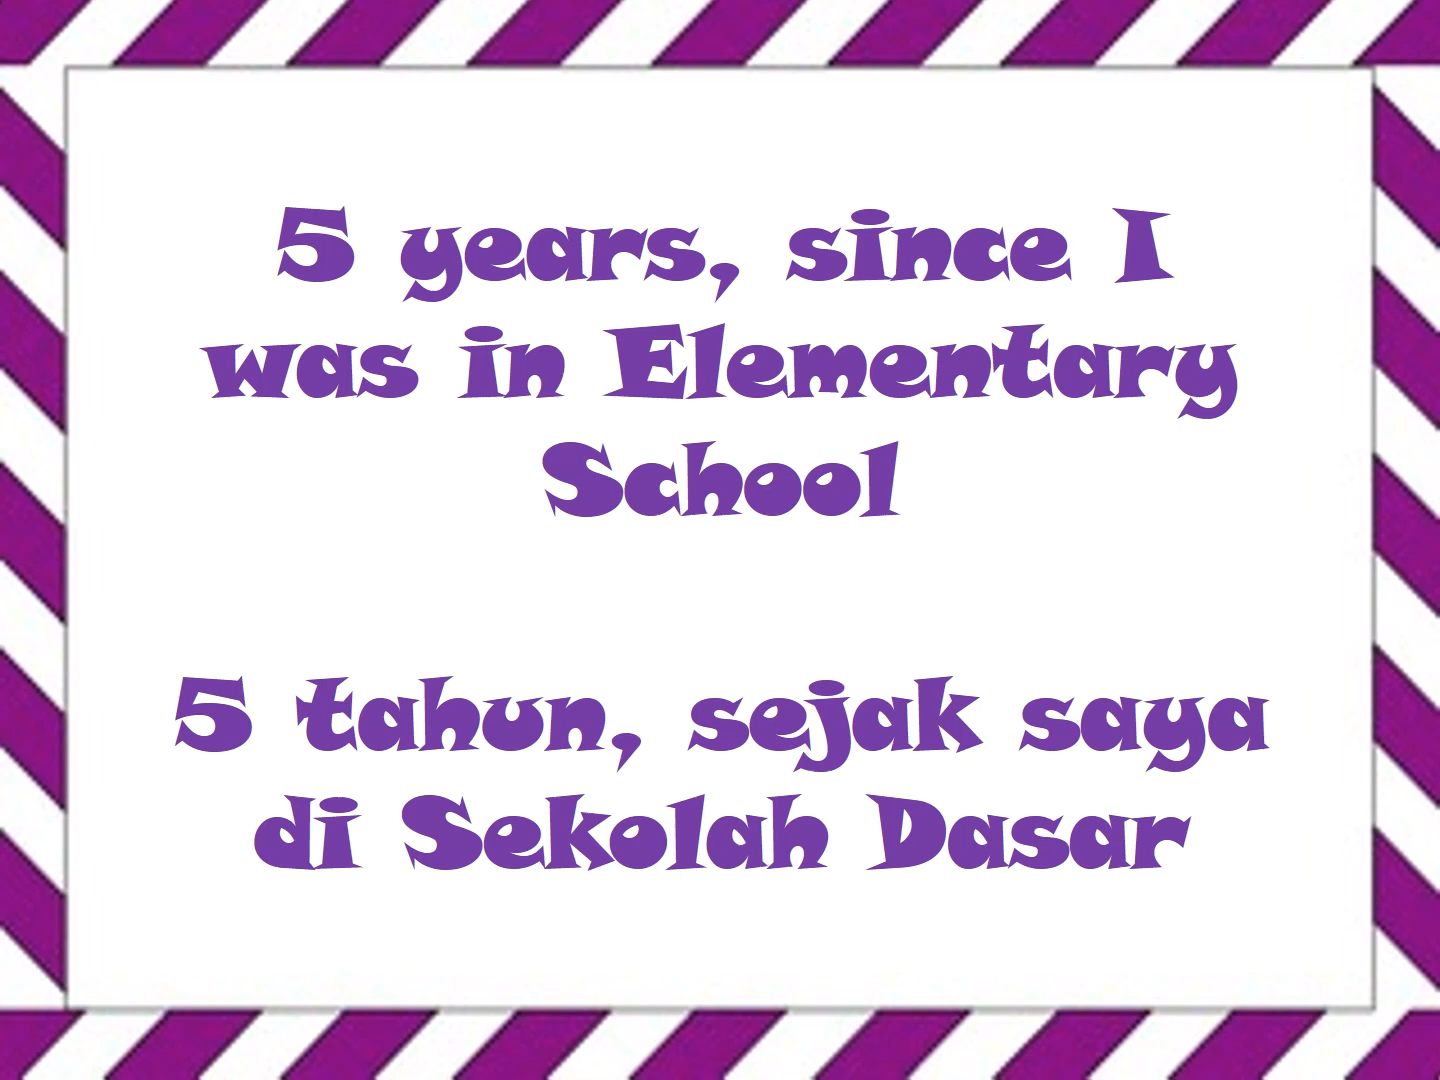 5 years, since I
was in Elementary
School
5 tahun, sejak saya
di Sekolah Dasar